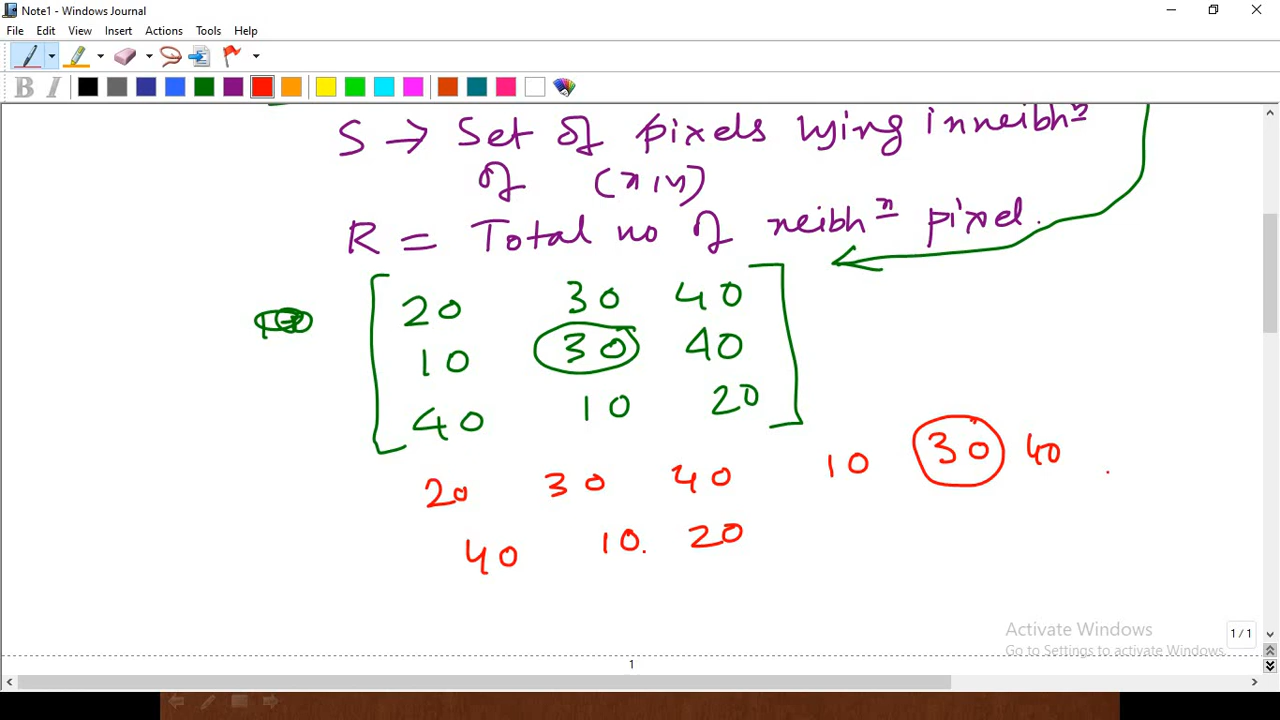 Note1 - Windows Journal
File Edit View Insert Actions Tools Help
B I
S → Set of pixels lying in neibhⁿ
of (x,y)
R = Total no of neibhⁿ pixel.
20 30 40
10 30 40
40 10 20
20 30 40 10 30 40
40 10. 20
Activate Windows
Go to Settings to activate Windows.
1 / 1
1